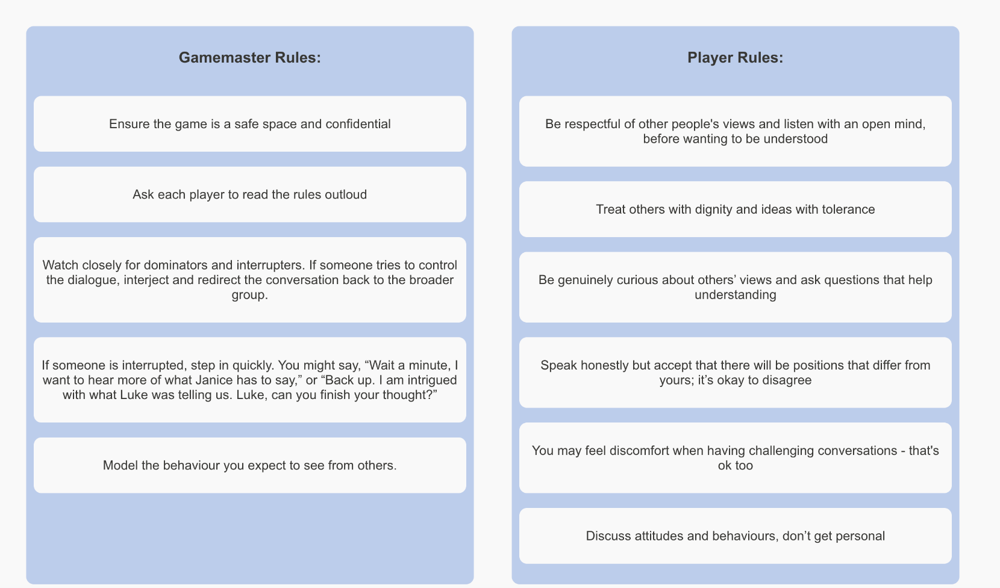 Gamemaster Rules:
Ensure the game is a safe space and confidential
Ask each player to read the rules outloud
Watch closely for dominators and interrupters. If someone tries to control
the dialogue, interject and redirect the conversation back to the broader
group.
If someone is interrupted, step in quickly. You might say, “Wait a minute, I
want to hear more of what Janice has to say,” or “Back up. I am intrigued
with what Luke was telling us. Luke, can you finish your thought?”
Model the behaviour you expect to see from others.
Player Rules:
Be respectful of other people's views and listen with an open mind,
before wanting to be understood
Treat others with dignity and ideas with tolerance
Be genuinely curious about others’ views and ask questions that help
understanding
Speak honestly but accept that there will be positions that differ from
yours; it’s okay to disagree
You may feel discomfort when having challenging conversations - that's
ok too
Discuss attitudes and behaviours, don’t get personal